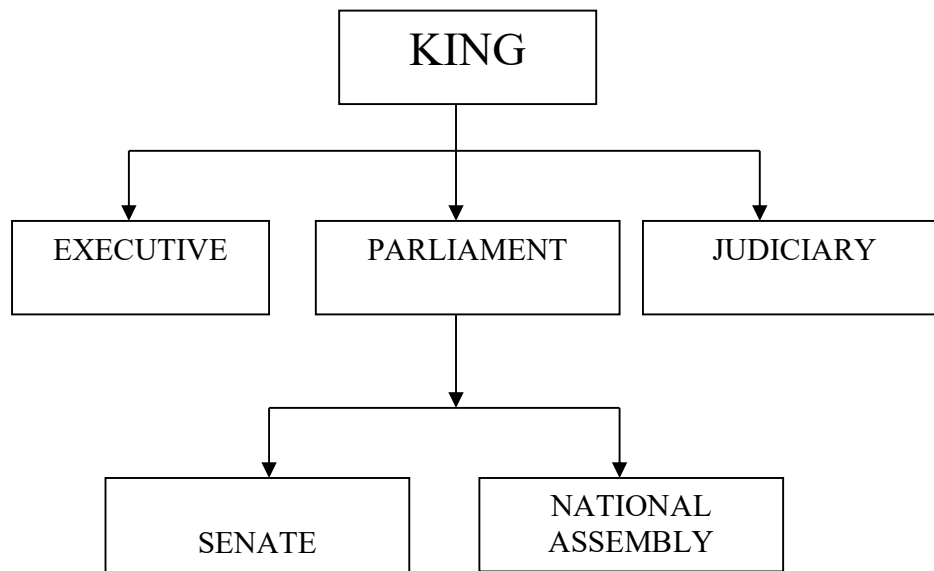 KING
EXECUTIVE
PARLIAMENT
JUDICIARY
SENATE
NATIONAL
ASSEMBLY